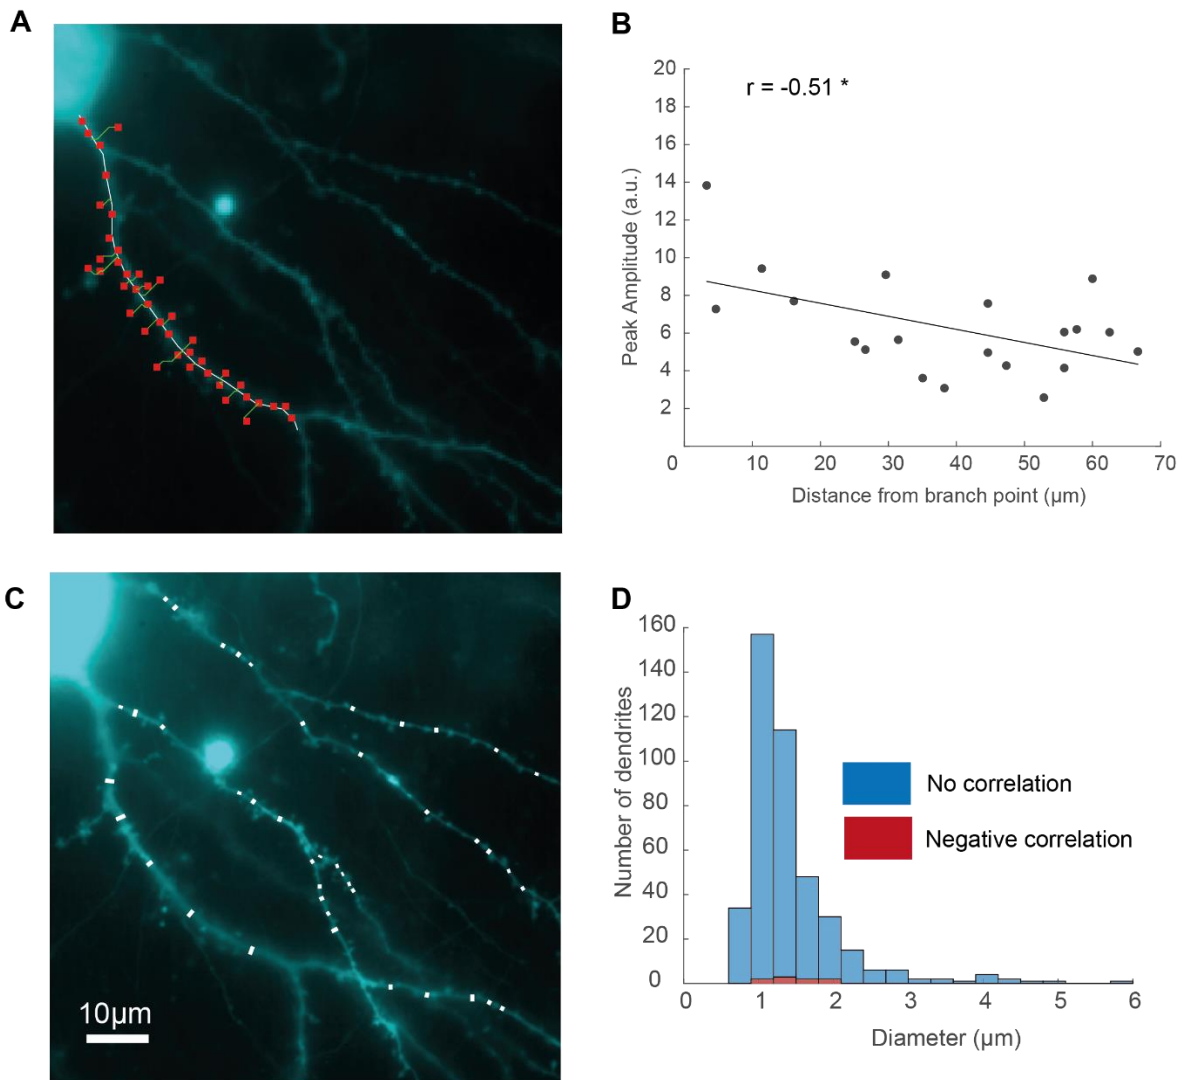 A
B
r = -0.51 *
Peak Amplitude (a.u.)
20
18
16
14
12
10
8
6
4
2
0 10 20 30 40 50 60 70
Distance from branch point (µm)
C
10µm
D
Number of dendrites
160
140
120
100
80
60
40
20
0
No correlation
Negative correlation
0 1 2 3 4 5 6
Diameter (µm)